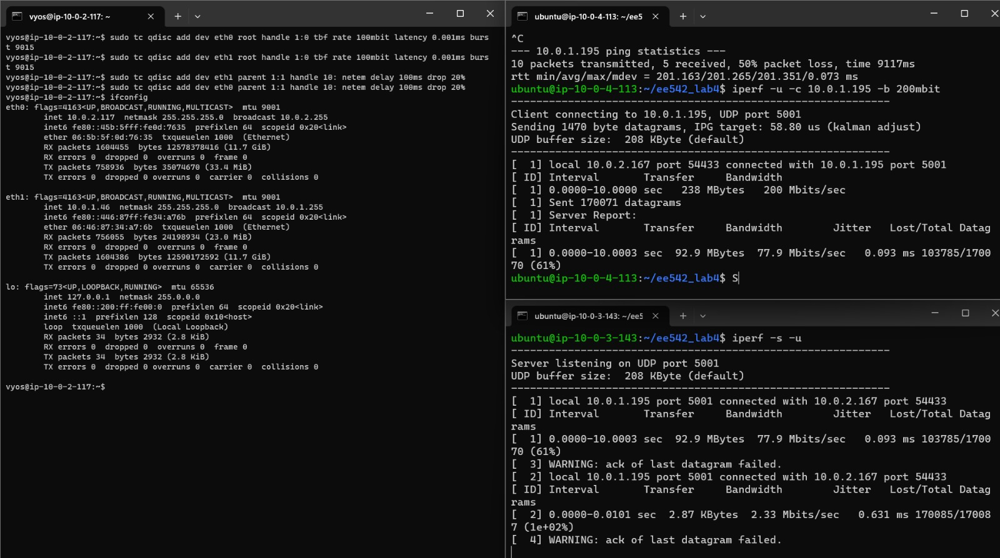 vyos@ip-10-0-2-117: ~
vyos@ip-10-0-2-117:~$ sudo tc qdisc add dev eth0 root handle 1:0 tbf rate 100mbit latency 0.001ms burs
t 9015
vyos@ip-10-0-2-117:~$ sudo tc qdisc add dev eth1 root handle 1:0 tbf rate 100mbit latency 0.001ms burs
t 9015
vyos@ip-10-0-2-117:~$ sudo tc qdisc add dev eth1 parent 1:1 handle 10: netem delay 100ms drop 20%
vyos@ip-10-0-2-117:~$ sudo tc qdisc add dev eth0 parent 1:1 handle 10: netem delay 100ms drop 20%
vyos@ip-10-0-2-117:~$ ifconfig
eth0: flags=4163<UP,BROADCAST,RUNNING,MULTICAST>  mtu 9001
        inet 10.0.2.117  netmask 255.255.255.0  broadcast 10.0.2.255
        inet6 fe80::45b:5fff:fe0d:7635  prefixlen 64  scopeid 0x20<link>
        ether 06:5b:5f:0d:76:35  txqueuelen 1000  (Ethernet)
        RX packets 1604455  bytes 12578378416 (11.7 GiB)
        RX errors 0  dropped 0  overruns 0  frame 0
        TX packets 758936  bytes 35074670 (33.4 MiB)
        TX errors 0  dropped 0 overruns 0  carrier 0  collisions 0
eth1: flags=4163<UP,BROADCAST,RUNNING,MULTICAST>  mtu 9001
        inet 10.0.1.46  netmask 255.255.255.0  broadcast 10.0.1.255
        inet6 fe80::446:87ff:fe34:a76b  prefixlen 64  scopeid 0x20<link>
        ether 06:46:87:34:a7:6b  txqueuelen 1000  (Ethernet)
        RX packets 756055  bytes 24198934 (23.0 MiB)
        RX errors 0  dropped 0  overruns 0  frame 0
        TX packets 1604386  bytes 12590172592 (11.7 GiB)
        TX errors 0  dropped 0 overruns 0  carrier 0  collisions 0
lo: flags=73<UP,LOOPBACK,RUNNING>  mtu 65536
        inet 127.0.0.1  netmask 255.0.0.0
        inet6 fe80::200:ff:fe00:0  prefixlen 64  scopeid 0x20<link>
        inet6 ::1  prefixlen 128  scopeid 0x10<host>
        loop  txqueuelen 1000  (Local Loopback)
        RX packets 34  bytes 2932 (2.8 KiB)
        RX errors 0  dropped 0  overruns 0  frame 0
        TX packets 34  bytes 2932 (2.8 KiB)
        TX errors 0  dropped 0 overruns 0  carrier 0  collisions 0
vyos@ip-10-0-2-117:~$
ubuntu@ip-10-0-4-113: ~/ee5
^C
--- 10.0.1.195 ping statistics ---
10 packets transmitted, 5 received, 50% packet loss, time 9117ms
rtt min/avg/max/mdev = 201.163/201.265/201.351/0.073 ms
ubuntu@ip-10-0-4-113:~/ee542_lab4$ iperf -u -c 10.0.1.195 -b 200mbit
------------------------------------------------------------
Client connecting to 10.0.1.195, UDP port 5001
Sending 1470 byte datagrams, IPG target: 58.80 us (kalman adjust)
UDP buffer size:  208 KByte (default)
------------------------------------------------------------
[  1] local 10.0.2.167 port 54433 connected with 10.0.1.195 port 5001
[ ID] Interval       Transfer     Bandwidth
[  1] 0.0000-10.0000 sec   238 MBytes   200 Mbits/sec
[  1] Sent 170071 datagrams
[  1] Server Report:
[ ID] Interval       Transfer     Bandwidth        Jitter   Lost/Total Datag
rams
[  1] 0.0000-10.0003 sec  92.9 MBytes  77.9 Mbits/sec   0.093 ms 103785/1700
70 (61%)
ubuntu@ip-10-0-4-113:~/ee542_lab4$ S
ubuntu@ip-10-0-3-143: ~/ee5
ubuntu@ip-10-0-3-143:~/ee542_lab4$ iperf -s -u
------------------------------------------------------------
Server listening on UDP port 5001
UDP buffer size:  208 KByte (default)
------------------------------------------------------------
[  1] local 10.0.1.195 port 5001 connected with 10.0.2.167 port 54433
[ ID] Interval       Transfer     Bandwidth        Jitter   Lost/Total Datag
rams
[  1] 0.0000-10.0003 sec  92.9 MBytes  77.9 Mbits/sec   0.093 ms 103785/1700
70 (61%)
[  3] WARNING: ack of last datagram failed.
[  2] local 10.0.1.195 port 5001 connected with 10.0.2.167 port 54433
[ ID] Interval       Transfer     Bandwidth        Jitter   Lost/Total Datag
rams
[  2] 0.0000-0.0101 sec  2.87 KBytes  2.33 Mbits/sec   0.631 ms 170085/17008
7 (1e+02%)
[  4] WARNING: ack of last datagram failed.